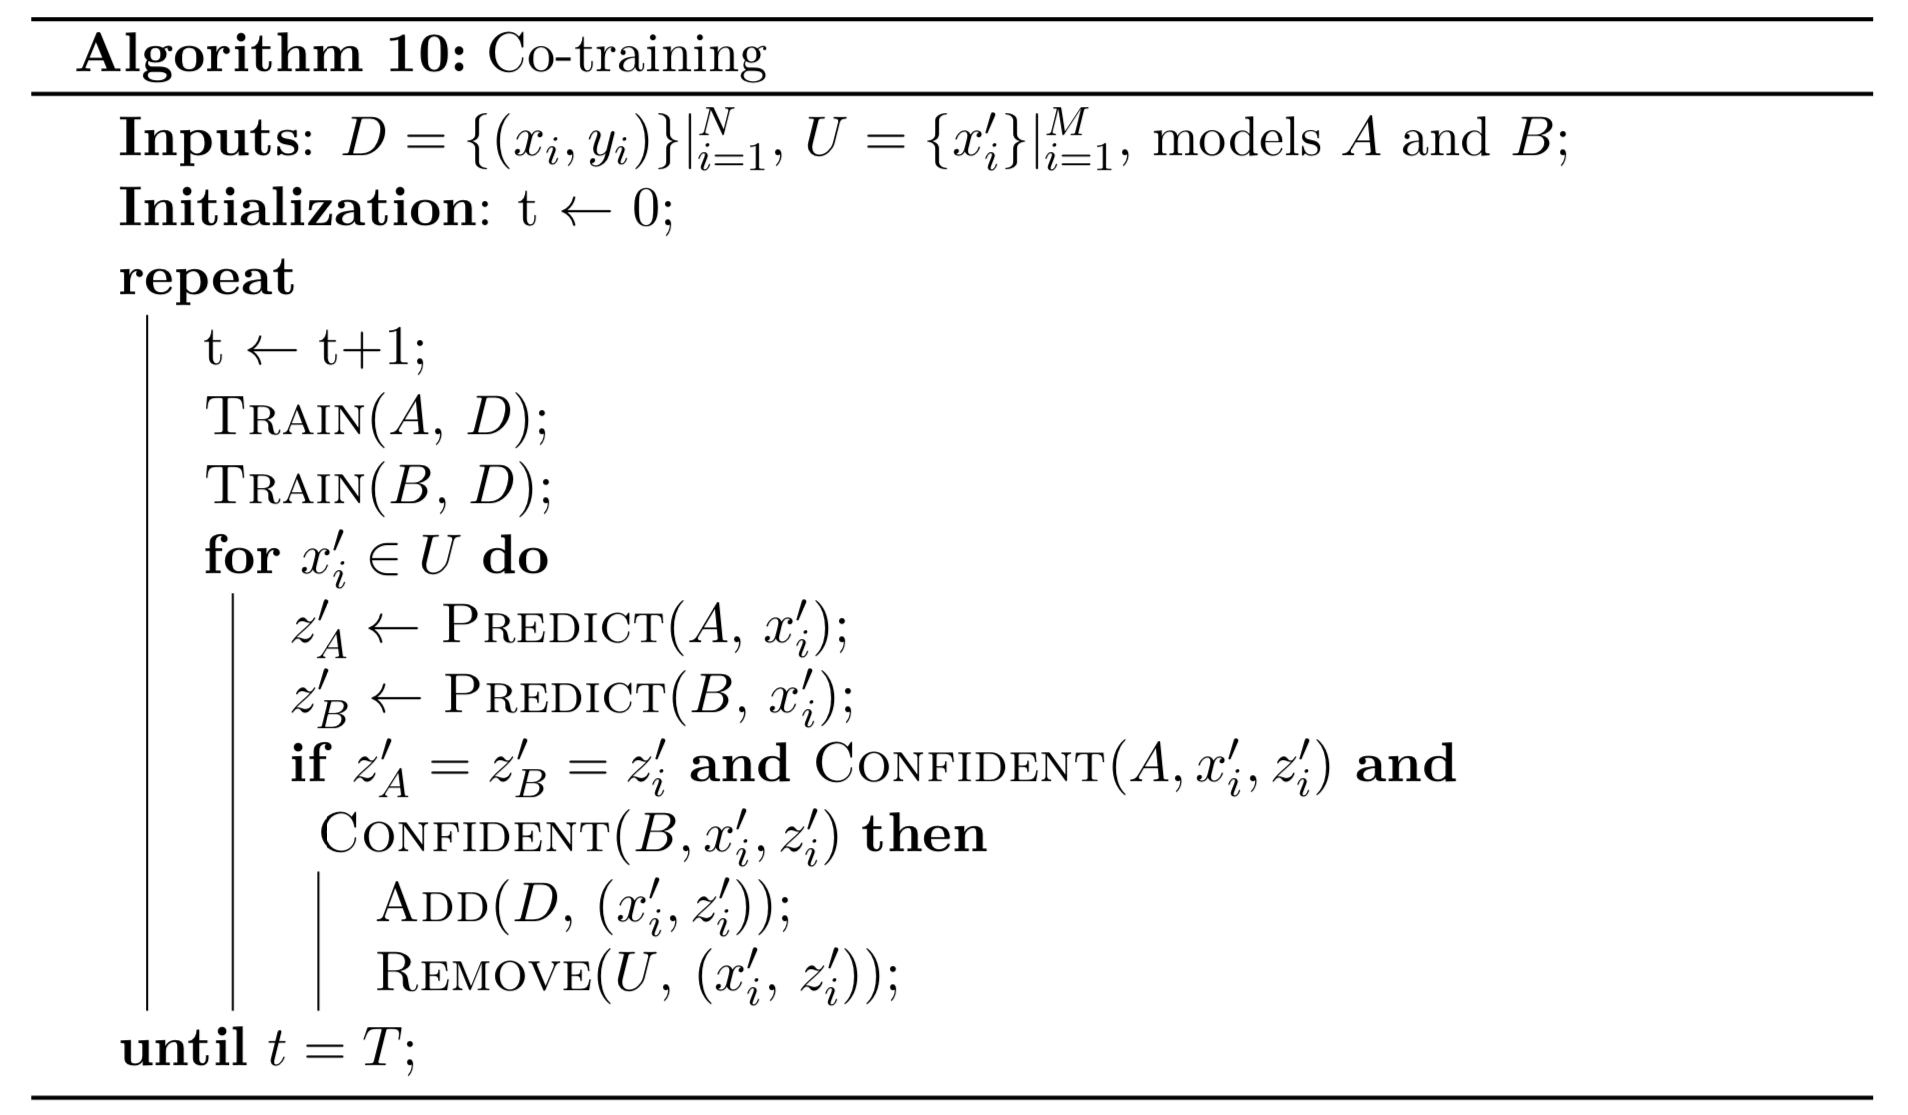 Algorithm 10: Co-training
Inputs: $D = \{(x_i, y_i)\}|_{i=1}^{N}$, $U = \{x'_i\}|_{i=1}^{M}$, models $A$ and $B$;
Initialization: t ← 0;
repeat
t ← t+1;
TRAIN($A$, $D$);
TRAIN($B$, $D$);
for $x'_i \in U$ do
$z'_A$ ← PREDICT($A$, $x'_i$);
$z'_B$ ← PREDICT($B$, $x'_i$);
if $z'_A = z'_B = z'_i$ and CONFIDENT($A, x'_i, z'_i$) and
CONFIDENT($B, x'_i, z'_i$) then
ADD($D$, ($x'_i, z'_i$));
REMOVE($U$, ($x'_i$, $z'_i$));
until $t = T$;